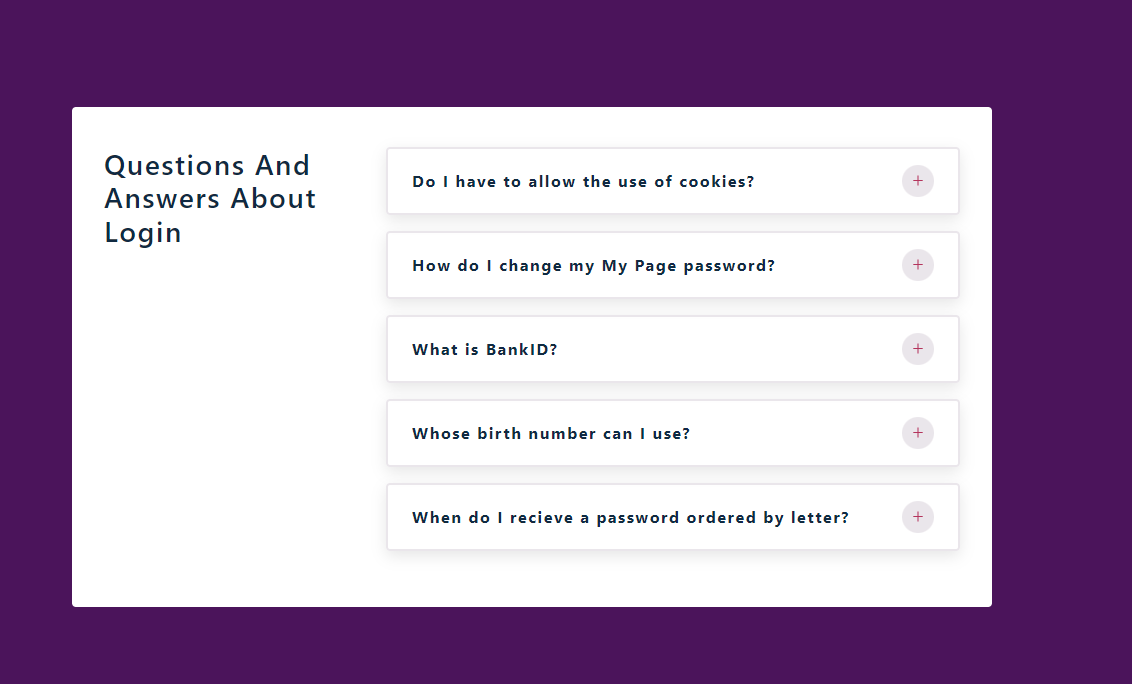 Questions And
Answers About
Login
Do I have to allow the use of cookies?
+
How do I change my My Page password?
+
What is BankID?
+
Whose birth number can I use?
+
When do I recieve a password ordered by letter?
+